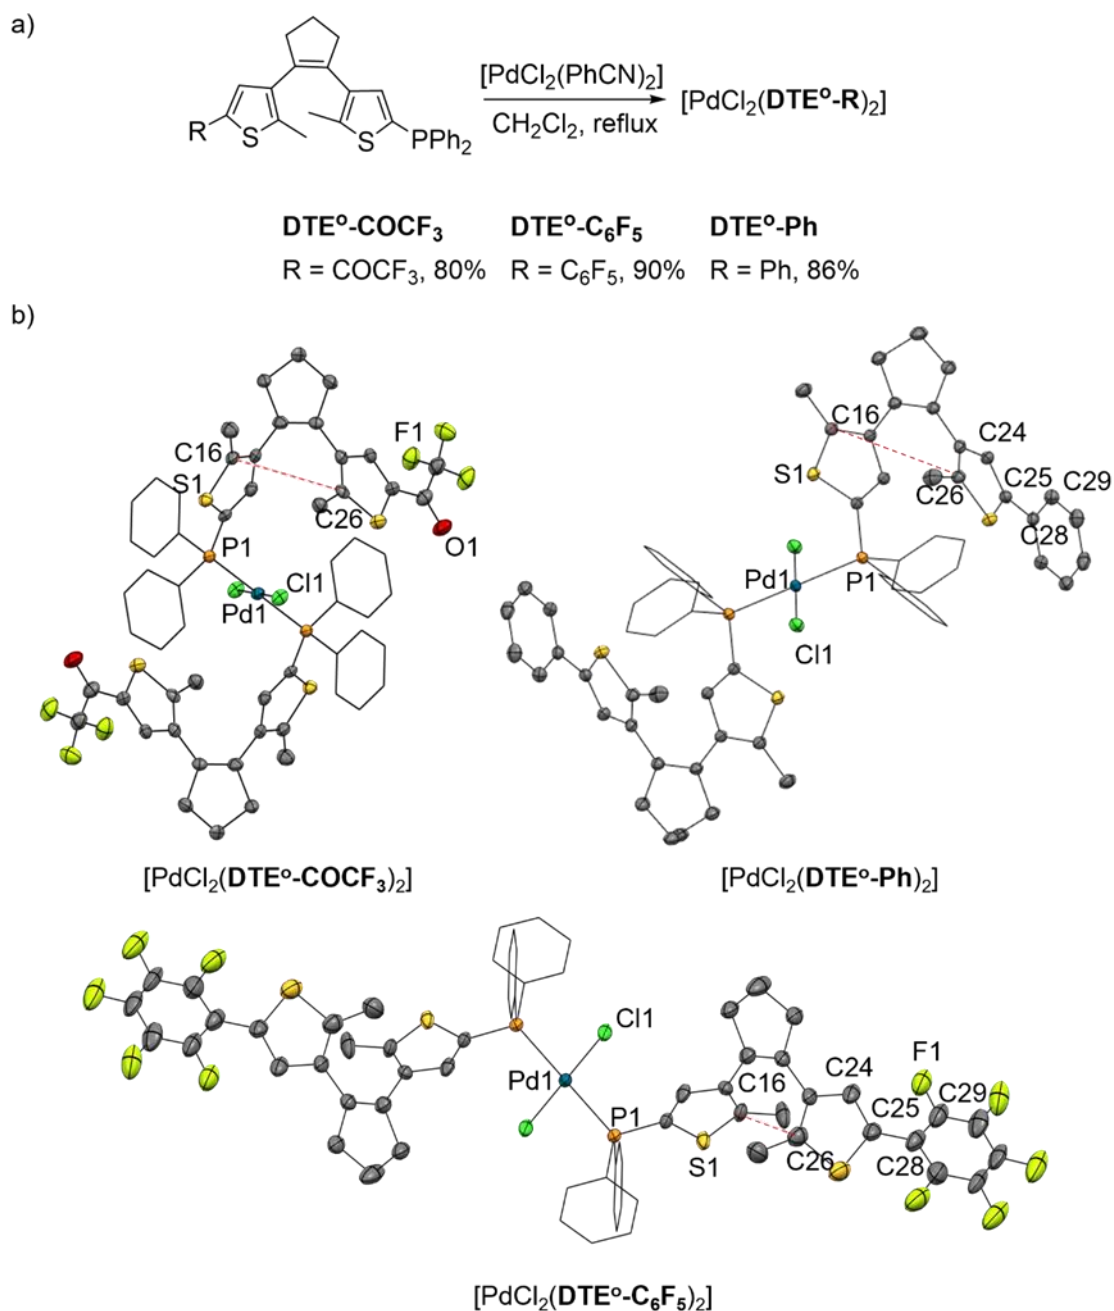 a)
[PdCl₂(PhCN)₂]
CH₂Cl₂, reflux
[PdCl₂(DTEᵒ-R)₂]
R
S
S
PPh₂
DTEᵒ-COCF₃ DTEᵒ-C₆F₅ DTEᵒ-Ph
R = COCF₃, 80% R = C₆F₅, 90% R = Ph, 86%
b)
C16
F1
S1
C26
O1
P1
Cl1
Pd1
[PdCl₂(DTEᵒ-COCF₃)₂]
C16
C24
S1
C25
C29
C26
C28
Pd1
P1
Cl1
[PdCl₂(DTEᵒ-Ph)₂]
Cl1
Pd1
C16
C24
F1
P1
C25
C29
S1
C26
C28
[PdCl₂(DTEᵒ-C₆F₅)₂]